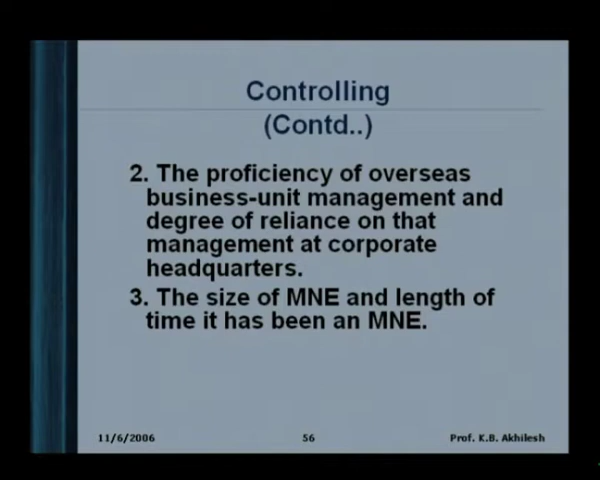 Controlling
(Contd..)
2. The proficiency of overseas
business-unit management and
degree of reliance on that
management at corporate
headquarters.
3. The size of MNE and length of
time it has been an MNE.
11/6/2006 56 Prof. K.B. Akhilesh